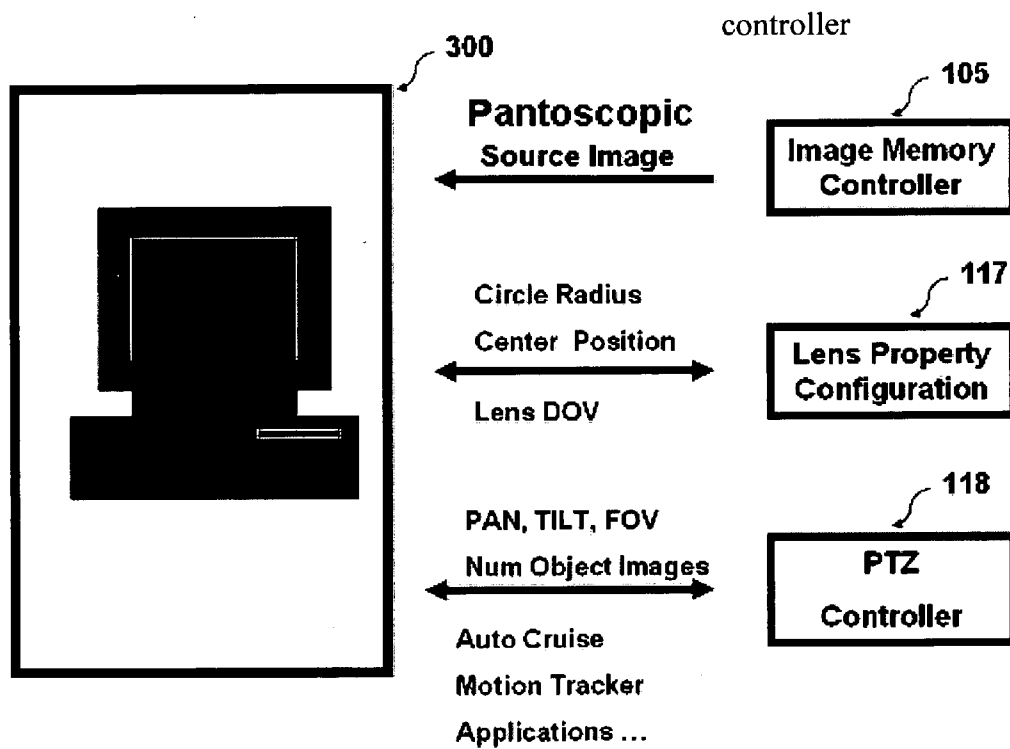 controller
300
105
Pantoscopic
Source Image
Image Memory
Controller
117
Circle Radius
Center Position
Lens DOV
Lens Property
Configuration
118
PAN, TILT, FOV
Num Object Images
PTZ
Controller
Auto Cruise
Motion Tracker
Applications ...